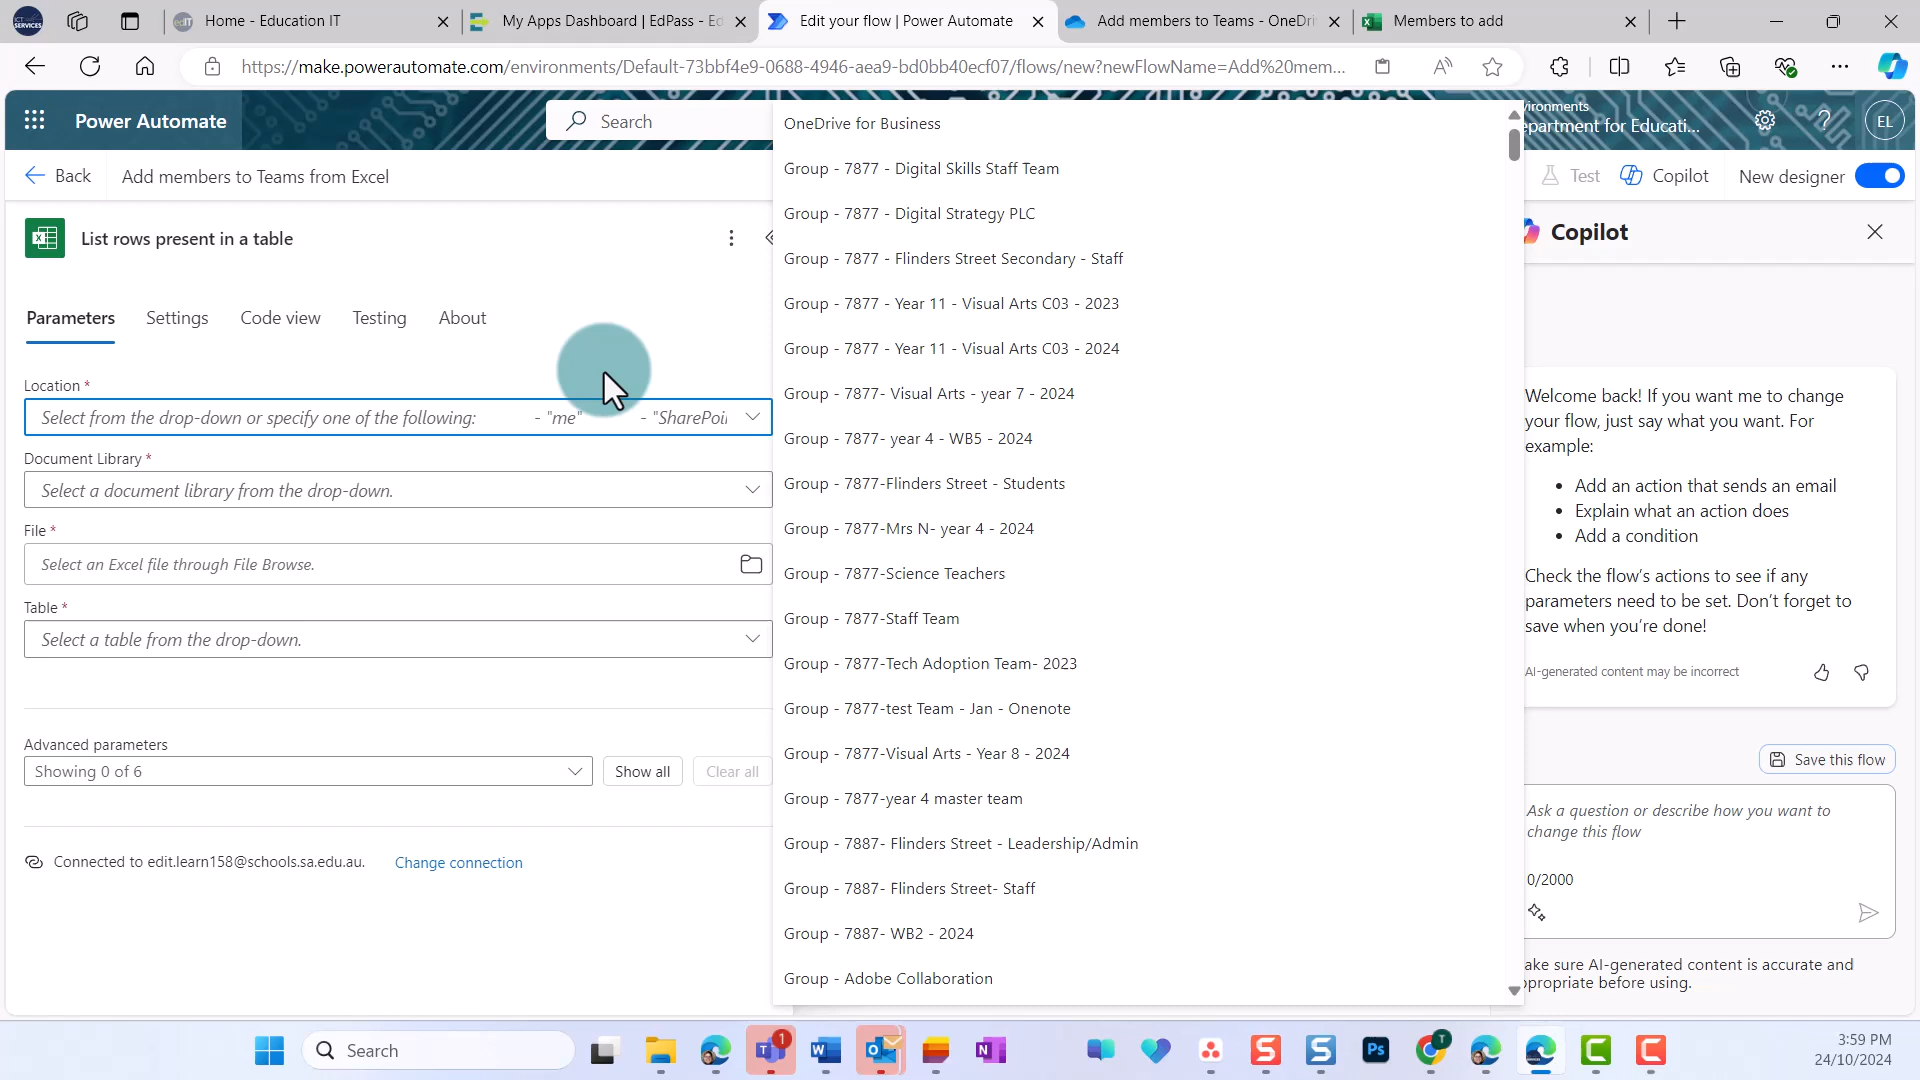 Home - Education IT
My Apps Dashboard | EdPass - Ed
Edit your flow | Power Automate
Add members to Teams - OneDri
Members to add
https://make.powerautomate.com/environments/Default-73bbf4e9-0688-4946-aea9-bd0bb40ecf07/flows/new?newFlowName=Add%20mem...
Power Automate
Search
vironments
epartment for Educati...
EL
Back
Add members to Teams from Excel
Test
Copilot
New designer
List rows present in a table
Parameters
Settings
Code view
Testing
About
Location *
Select from the drop-down or specify one of the following: - "me" - "SharePoi
Document Library *
Select a document library from the drop-down.
File *
Select an Excel file through File Browse.
Table *
Select a table from the drop-down.
Advanced parameters
Showing 0 of 6
Show all
Clear all
Connected to edit.learn158@schools.sa.edu.au.
Change connection
OneDrive for Business
Group - 7877 - Digital Skills Staff Team
Group - 7877 - Digital Strategy PLC
Group - 7877 - Flinders Street Secondary - Staff
Group - 7877 - Year 11 - Visual Arts C03 - 2023
Group - 7877 - Year 11 - Visual Arts C03 - 2024
Group - 7877- Visual Arts - year 7 - 2024
Group - 7877- year 4 - WB5 - 2024
Group - 7877-Flinders Street - Students
Group - 7877-Mrs N- year 4 - 2024
Group - 7877-Science Teachers
Group - 7877-Staff Team
Group - 7877-Tech Adoption Team- 2023
Group - 7877-test Team - Jan - Onenote
Group - 7877-Visual Arts - Year 8 - 2024
Group - 7877-year 4 master team
Group - 7887- Flinders Street - Leadership/Admin
Group - 7887- Flinders Street- Staff
Group - 7887- WB2 - 2024
Group - Adobe Collaboration
Copilot
Welcome back! If you want me to change
your flow, just say what you want. For
example:
• Add an action that sends an email
• Explain what an action does
• Add a condition
Check the flow's actions to see if any
parameters need to be set. Don't forget to
save when you're done!
AI-generated content may be incorrect
Save this flow
Ask a question or describe how you want to
change this flow
0/2000
ake sure AI-generated content is accurate and
propriate before using.
Search
1
T
3:59 PM
24/10/2024